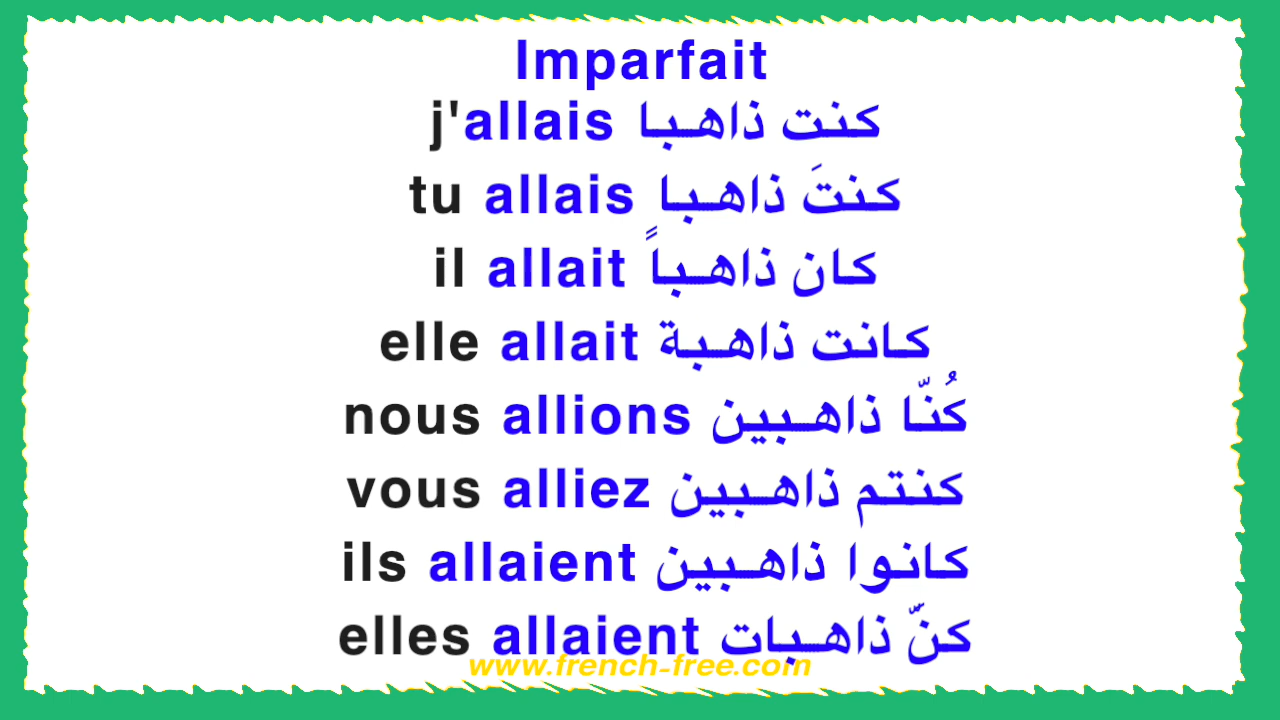 Imparfait
j'allais كنت ذاهبا
tu allais كنتَ ذاهبا
il allait كان ذاهباً
elle allait كانت ذاهبة
nous allions كُنّا ذاهبين
vous alliez كنتم ذاهبين
ils allaient كانوا ذاهبين
elles allaient كنّ ذاهبات
www.french-free.com